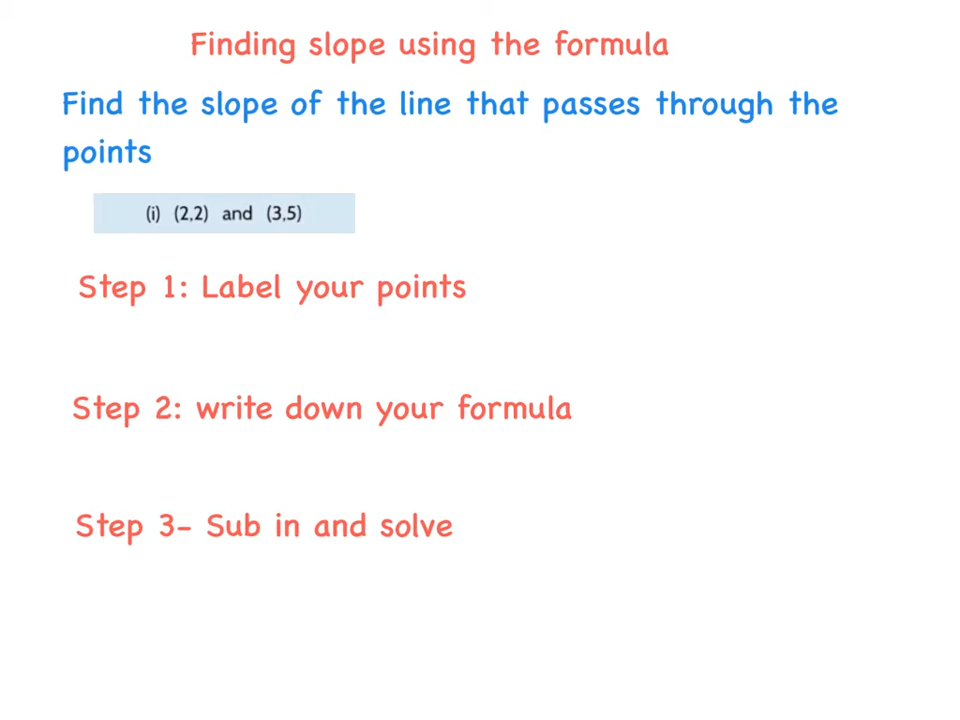 Finding slope using the formula
Find the slope of the line that passes through the
points
(i) (2,2) and (3,5)
Step 1: Label your points
Step 2: write down your formula
Step 3- Sub in and solve